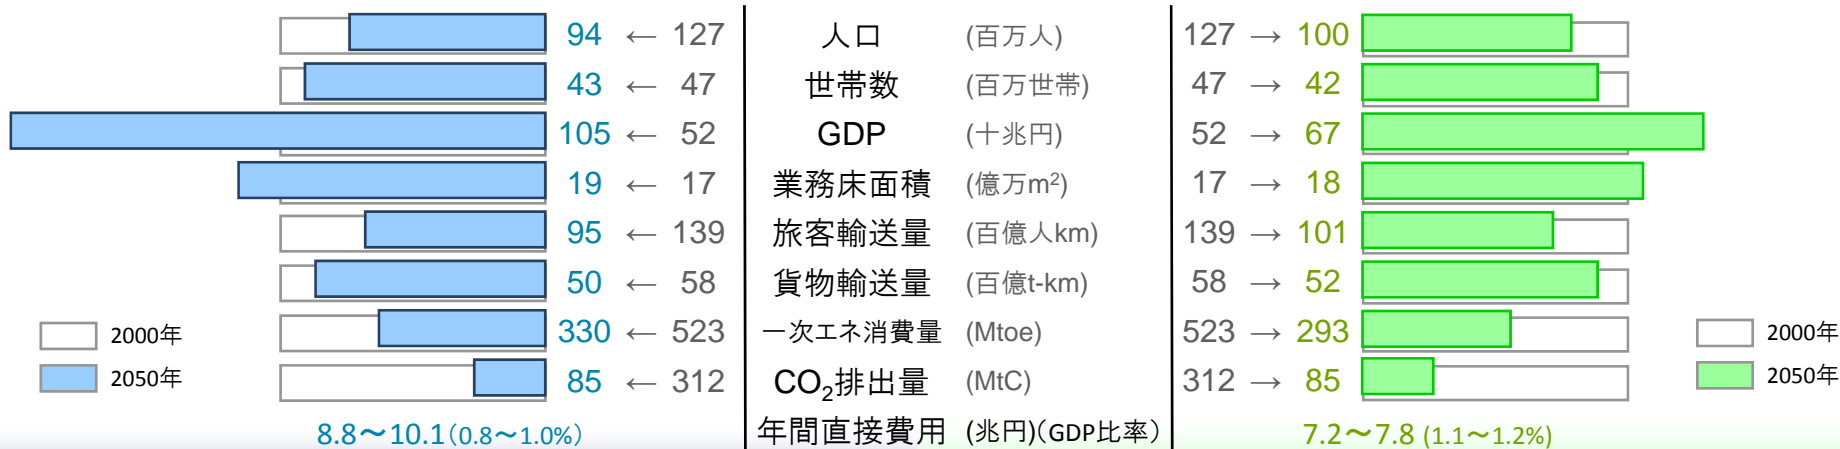 94 ← 127 人口 (百万人) 127 → 100
43 ← 47 世帯数 (百万世帯) 47 → 42
105 ← 52 GDP (十兆円) 52 → 67
19 ← 17 業務床面積 (億万m²) 17 → 18
95 ← 139 旅客輸送量 (百億人km) 139 → 101
50 ← 58 貨物輸送量 (百億t-km) 58 → 52
2000年 330 ← 523 一次エネ消費量 (Mtoe) 523 → 293 2000年
2050年 85 ← 312 CO₂排出量 (MtC) 312 → 85 2050年
8.8～10.1(0.8～1.0%) 年間直接費用 (兆円)(GDP比率) 7.2～7.8 (1.1～1.2%)